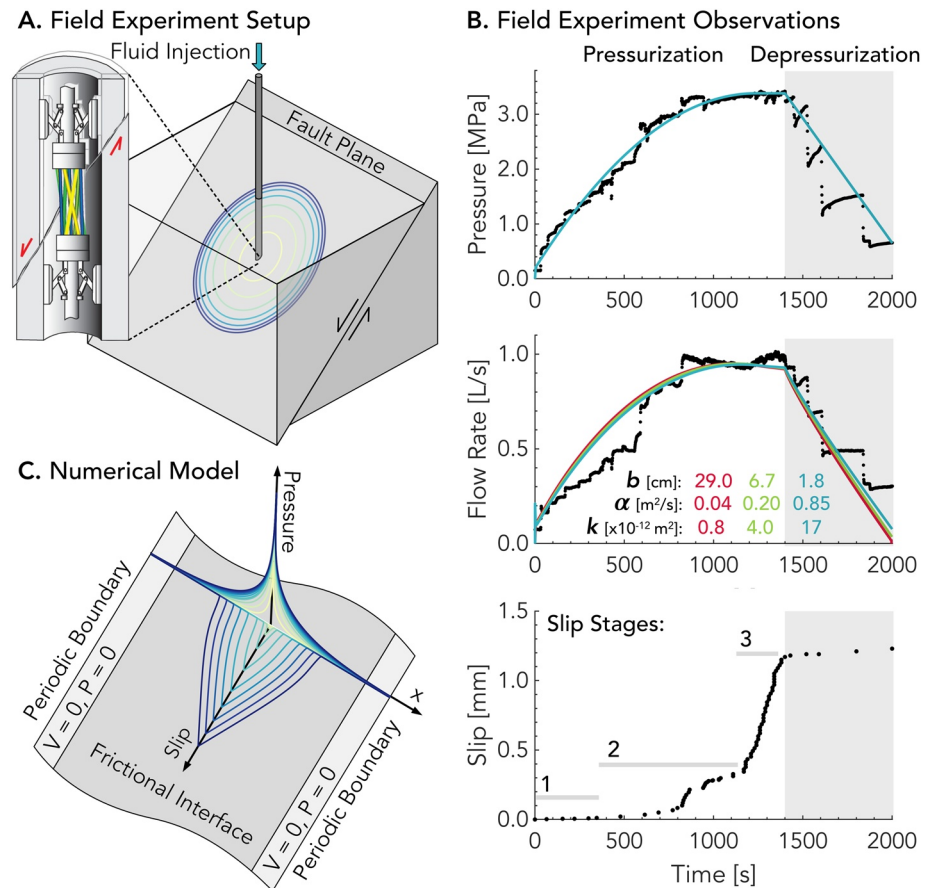 A. Field Experiment Setup
Fluid Injection
Fault Plane
B. Field Experiment Observations
Pressurization Depressurization
Pressure [MPa]
3.0
2.0
1.0
0.0
0 500 1000 1500 2000
Flow Rate [L/s]
1.0
0.5
0.0
b [cm]: 29.0 6.7 1.8
α [m²/s]: 0.04 0.20 0.85
k [x10⁻¹² m²]: 0.8 4.0 17
0 500 1000 1500 2000
Slip [mm]
1.5
1.0
0.5
0.0
Slip Stages:
1
2
3
0 500 1000 1500 2000
Time [s]
C. Numerical Model
Pressure
x
Slip
Periodic Boundary
V = 0, P = 0
Frictional Interface
V = 0, P = 0
Periodic Boundary